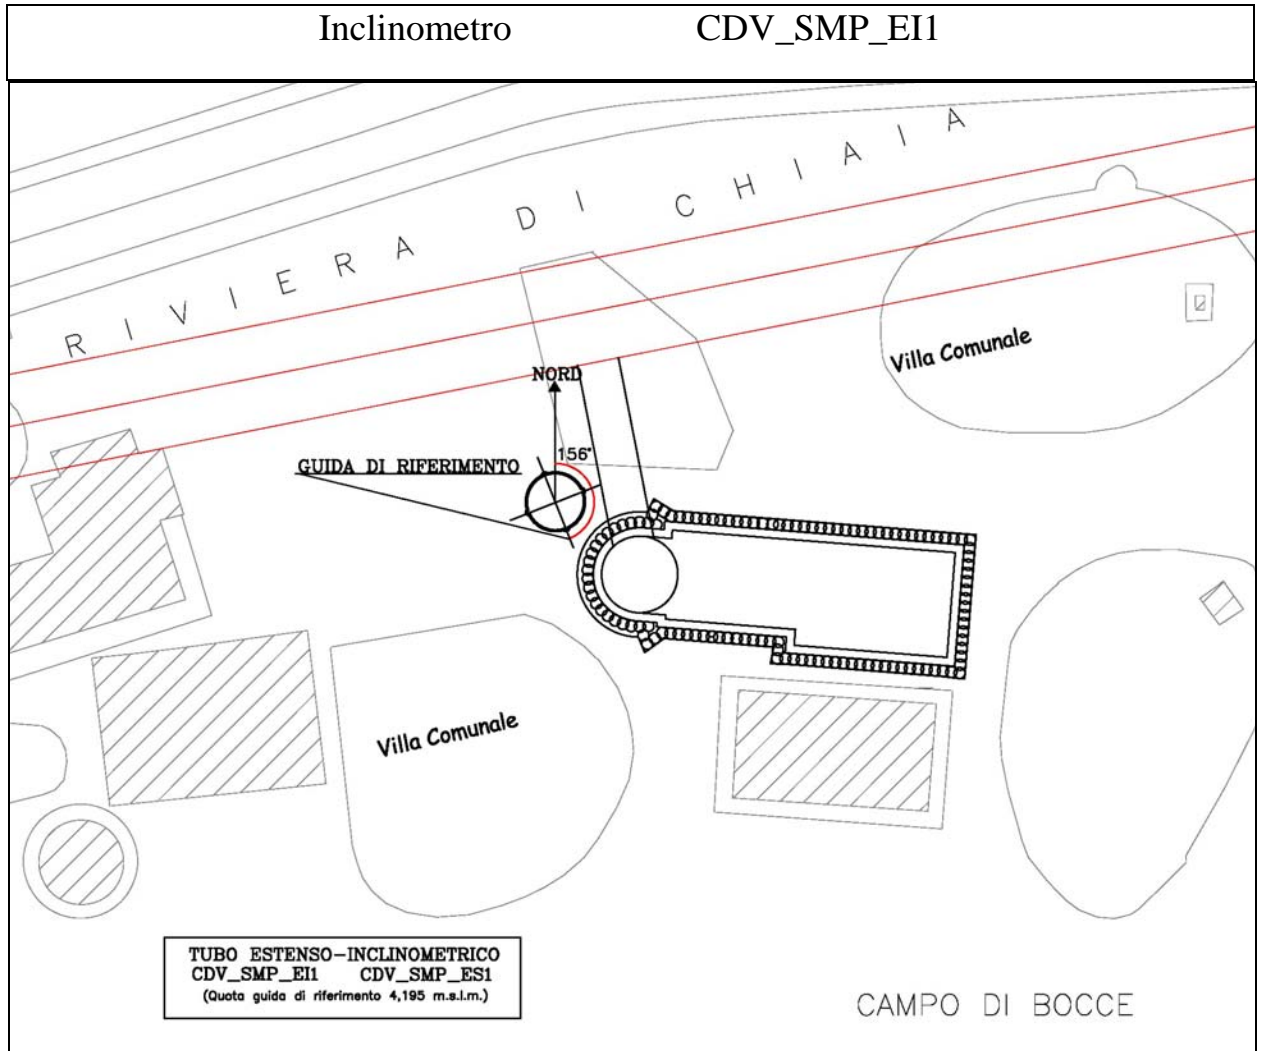 Inclinometro CDV_SMP_EI1
RIVIERA DI CHIAIA
Villa Comunale
NORD
156°
GUIDA DI RIFERIMENTO
Villa Comunale
TUBO ESTENSO-INCLINOMETRICO
CDV_SMP_EI1 CDV_SMP_ES1
(Quota guida di riferimento 4,195 m.s.l.m.)
CAMPO DI BOCCE